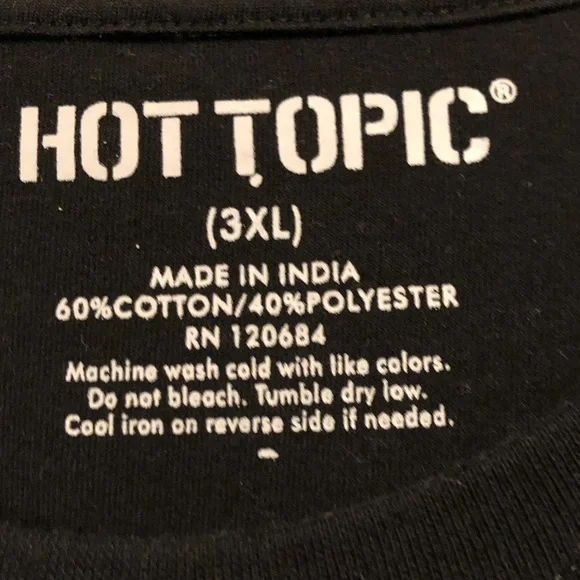 HOT TOPIC®
(3XL)
MADE IN INDIA
60%COTTON/40%POLYESTER
RN 120684
Machine wash cold with like colors.
Do not bleach. Tumble dry low.
Cool iron on reverse side if needed.